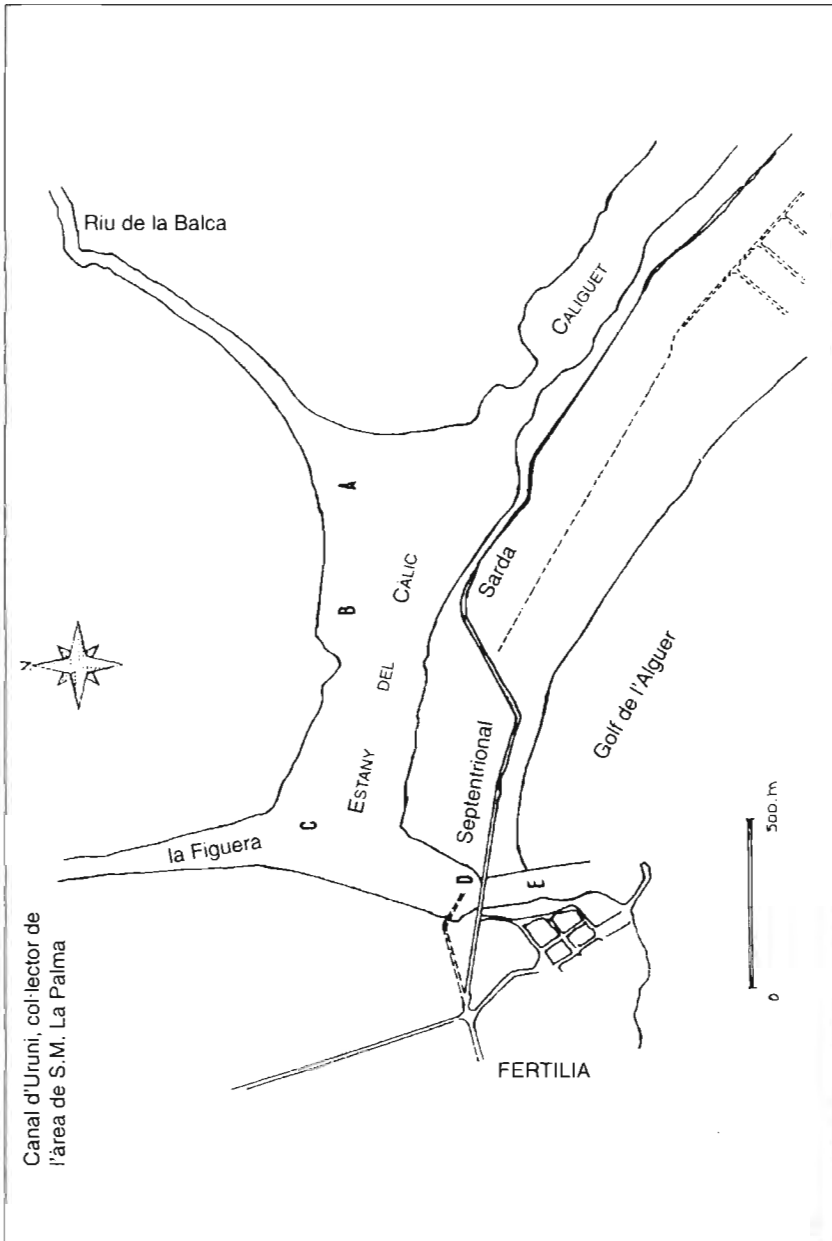 Riu de la Balca
CALIGUET
A
B
CÀLIC
Sarda
N
DEL
Golf de l'Alguer
ESTANY
Septentrional
C
la Figuera
D
E
500.m
0
Canal d'Uruni, col·lector de
l'àrea de S.M. La Palma
FERTILIA